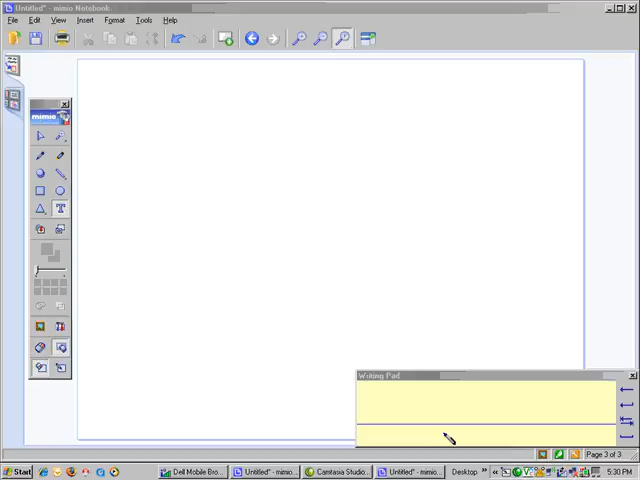 Untitled* - mimio Notebook
File Edit View Insert Format Tools Help
mimio
T
Writing Pad
Page 3 of 3
Start Dell Mobile Bro... Untitled* - mimio... Camtasia Studio... Untitled* - mimio... Desktop 5:30 PM